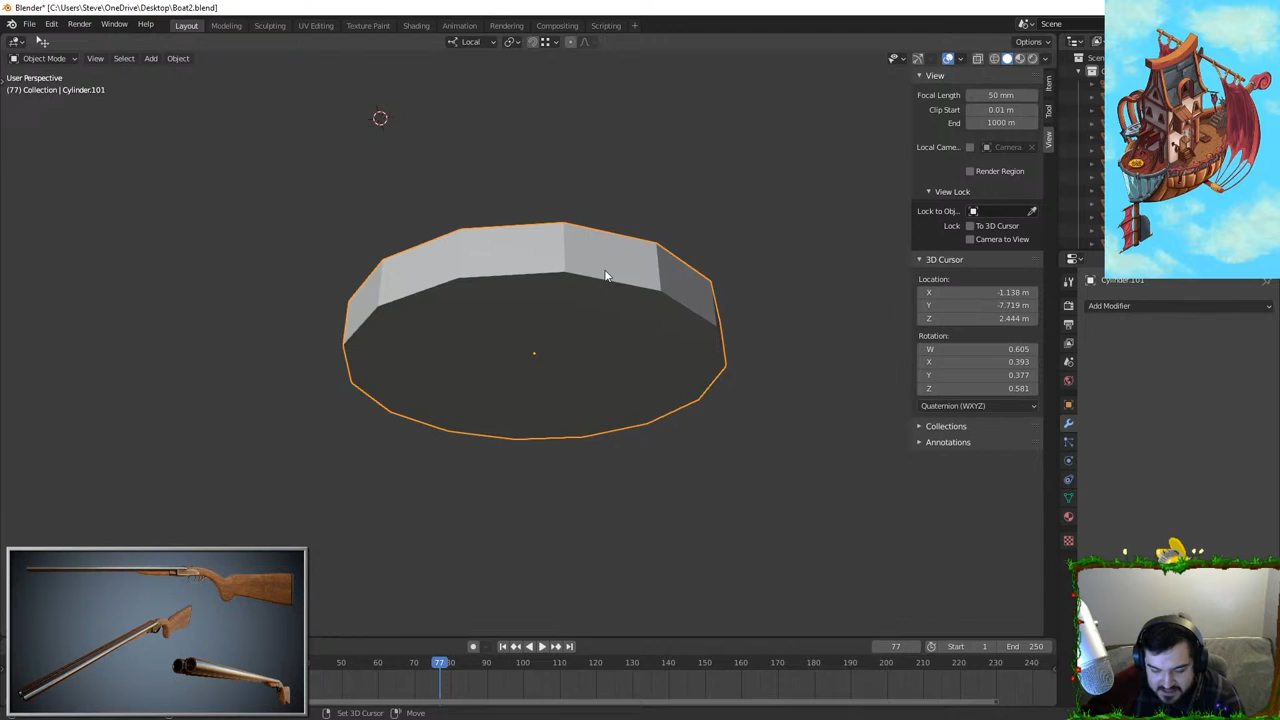 Blender* [C:\Users\Steve\OneDrive\Desktop\Boat2.blend]
File Edit Render Window Help Layout Modeling Sculpting UV Editing Texture Paint Shading Animation Rendering Compositing Scripting + Scene
Local Options
Object Mode View Select Add Object
User Perspective
(77) Collection | Cylinder.101
View
Focal Length 50 mm
Clip Start 0.01 m
End 1000 m
Local Came.. Camera
Render Region
View Lock
Lock to Obj..
Lock To 3D Cursor
Camera to View
3D Cursor
Location:
X -1.138 m
Y -7.719 m
Z 2.444 m
Rotation:
W 0.605
X 0.393
Y 0.377
Z 0.581
Quaternion (WXYZ)
Collections
Annotations
Item
Tool
View
Cylinder.101
Add Modifier
77 Start 1 End 250
50 60 70 77 80 90 100 110 120 130 140 150 160 170 180 190 200 210 220 230 240 250
Set 3D Cursor Move